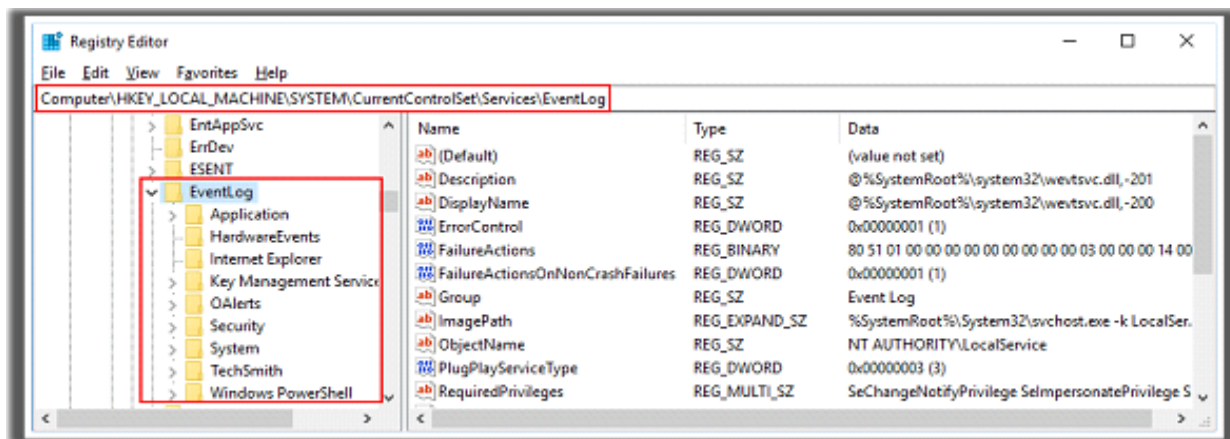 Registry Editor
File Edit View Favorites Help
Computer\HKEY_LOCAL_MACHINE\SYSTEM\CurrentControlSet\Services\EventLog
EntAppSvc
ErrDev
ESENT
EventLog
Application
HardwareEvents
Internet Explorer
Key Management Service
OAlerts
Security
System
TechSmith
Windows PowerShell
Name Type Data
(Default) REG_SZ (value not set)
Description REG_SZ @%SystemRoot%\system32\wevtsvc.dll,-201
DisplayName REG_SZ @%SystemRoot%\system32\wevtsvc.dll,-200
ErrorControl REG_DWORD 0x00000001 (1)
FailureActions REG_BINARY 80 51 01 00 00 00 00 00 00 00 00 00 03 00 00 00 14 00
FailureActionsOnNonCrashFailures REG_DWORD 0x00000001 (1)
Group REG_SZ Event Log
ImagePath REG_EXPAND_SZ %SystemRoot%\System32\svchost.exe -k LocalSer.
ObjectName REG_SZ NT AUTHORITY\LocalService
PlugPlayServiceType REG_DWORD 0x00000003 (3)
RequiredPrivileges REG_MULTI_SZ SeChangeNotifyPrivilege SeImpersonatePrivilege S